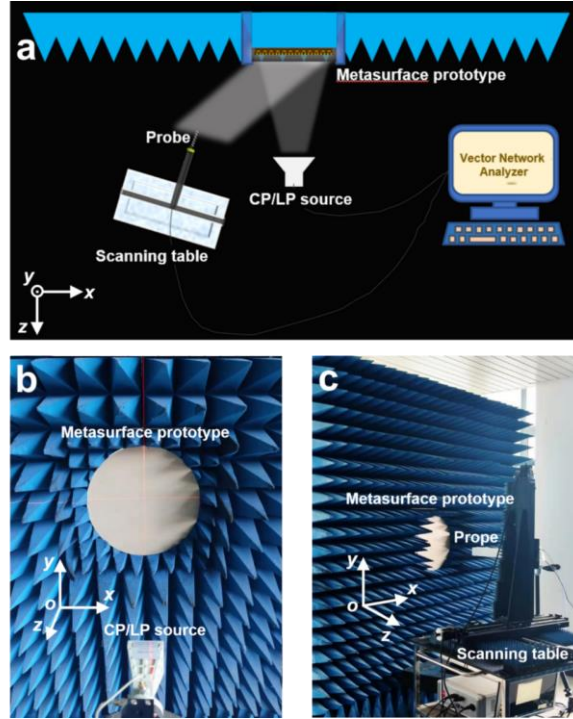 a
Metasurface prototype
Probe
Vector Network
Analyzer
CP/LP source
Scanning table
y
x
z
b
Metasurface prototype
y
o
x
z
CP/LP source
c
Metasurface prototype
Prope
y
o
x
z
Scanning table